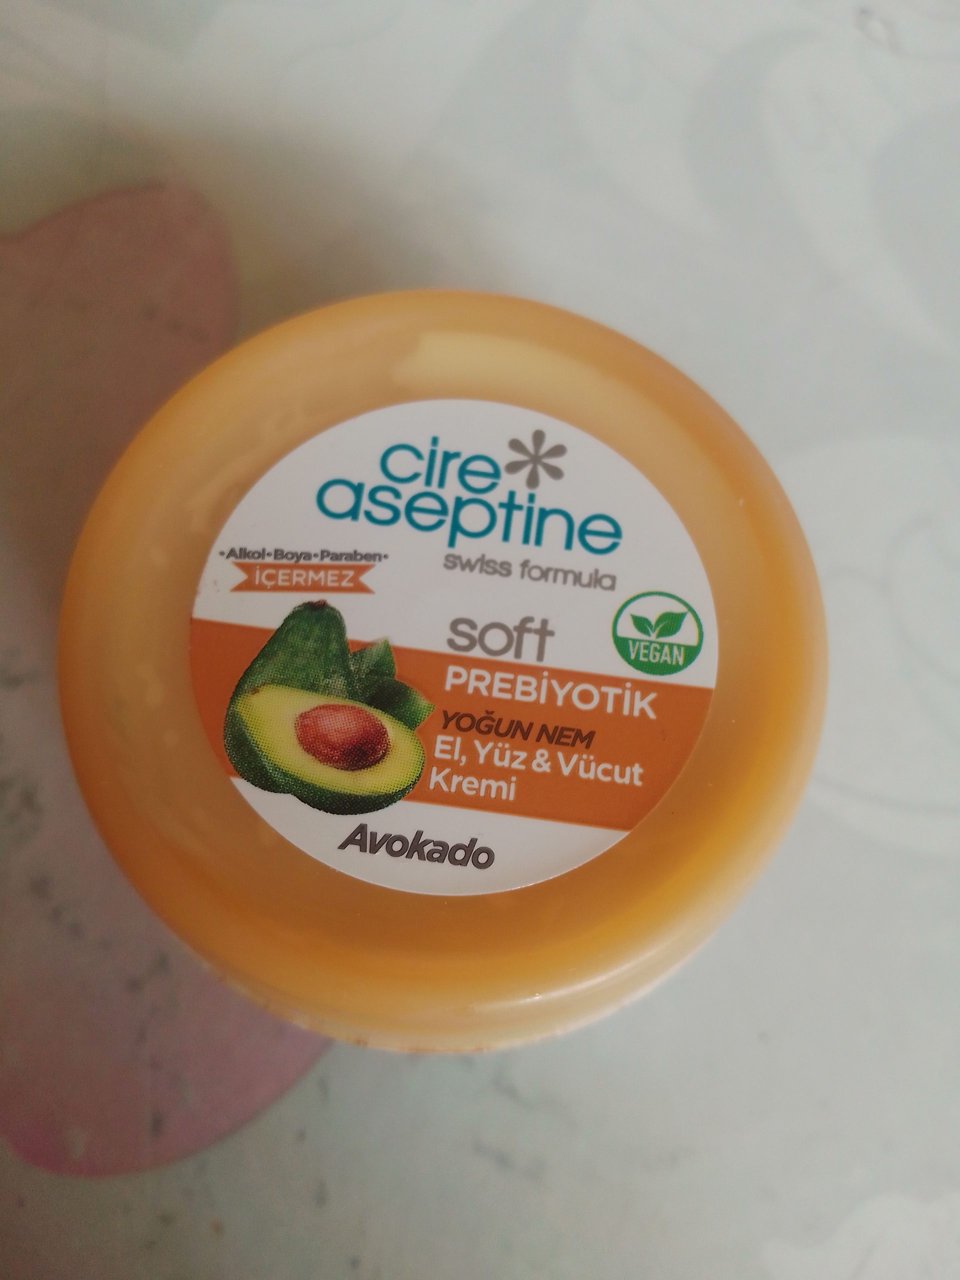 cire
aseptine
swiss formula
•Alkol•Boya•Paraben•
İÇERMEZ
soft
VEGAN
PREBİYOTİK
YOĞUN NEM
El, Yüz & Vücut
Kremi
Avokado